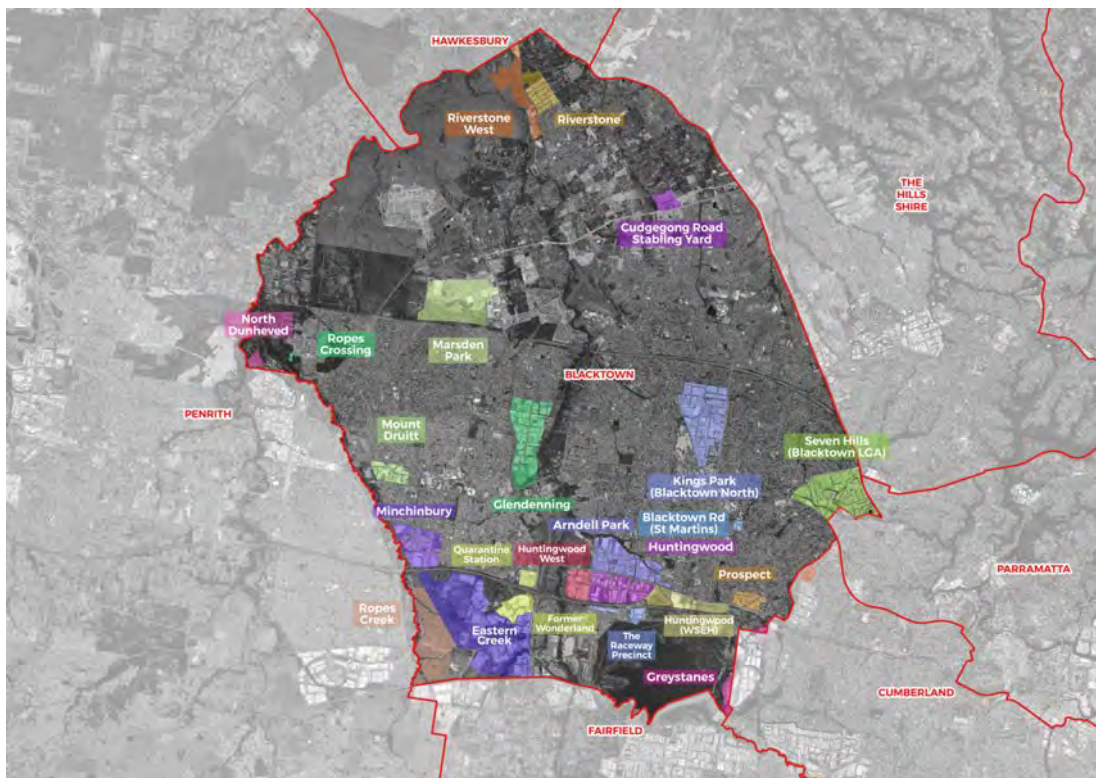 HAWKESBURY
Riverstone
West
Riverstone
THE
HILLS
SHIRE
Cudgegong Road
Stabling Yard
North
Dunheved
Ropes
Crossing
Marsden
Park
BLACKTOWN
PENRITH
Mount
Druitt
Seven Hills
(Blacktown LGA)
Kings Park
(Blacktown North)
Glendenning
Minchinbury
Arndell Park
Blacktown Rd
(St Martins)
Quarantine
Station
Huntingwood
West
Huntingwood
Prospect
PARRAMATTA
Ropes
Creek
Eastern
Creek
Former
Wonderland
The
Raceway
Precinct
Huntingwood
(WSEH)
Greystanes
CUMBERLAND
FAIRFIELD